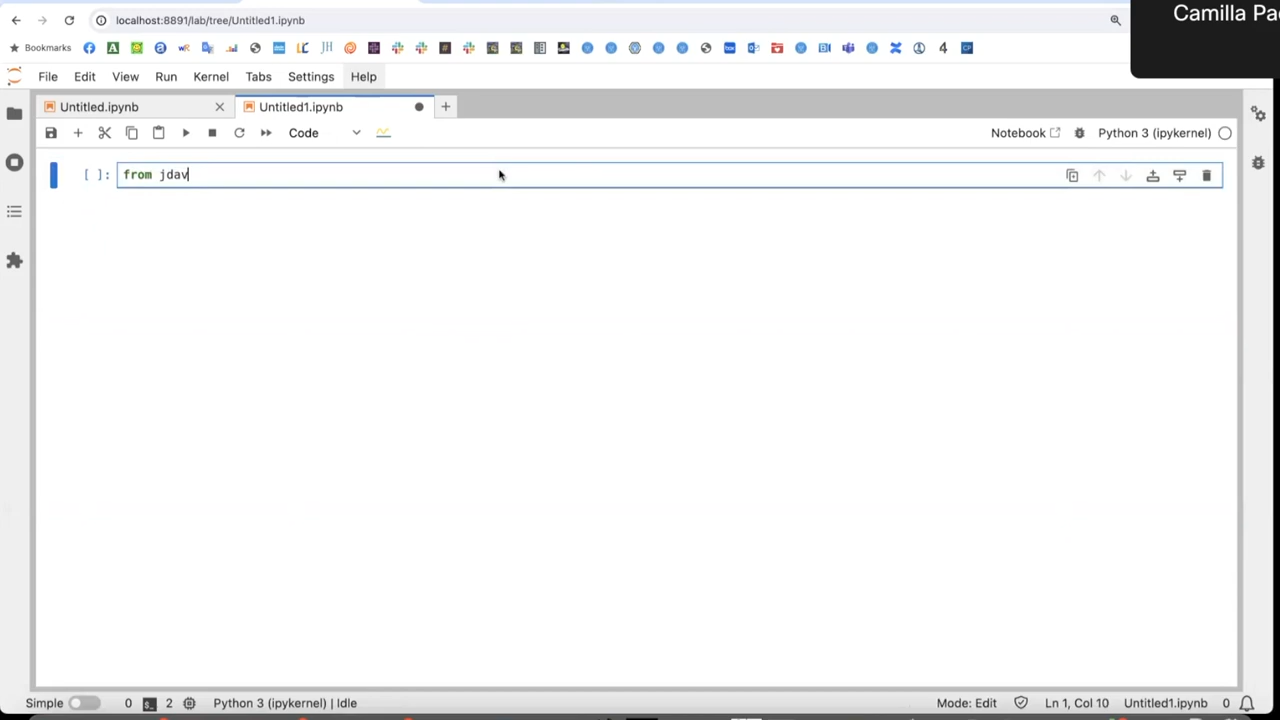 Camilla Pa
localhost:8891/lab/tree/Untitled1.ipynb
Bookmarks
File Edit View Run Kernel Tabs Settings Help
Untitled.ipynb Untitled1.ipynb
Code Notebook Python 3 (ipykernel)
[ ]: from jdav
Simple 0 2 Python 3 (ipykernel) | Idle Mode: Edit Ln 1, Col 10 Untitled1.ipynb 0